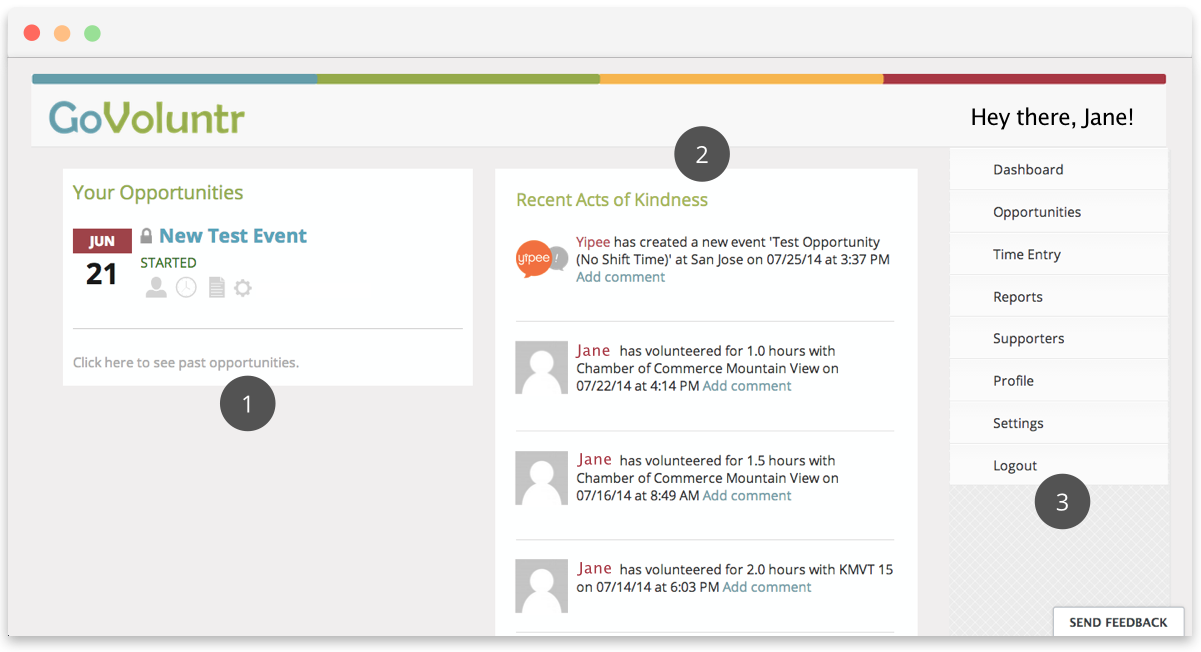 GoVoluntr
Hey there, Jane!
Your Opportunities
JUN
21
New Test Event
STARTED
Click here to see past opportunities.
1
2
Recent Acts of Kindness
yipee!
Yipee has created a new event 'Test Opportunity
(No Shift Time)' at San Jose on 07/25/14 at 3:37 PM
Add comment
Jane has volunteered for 1.0 hours with
Chamber of Commerce Mountain View on
07/22/14 at 4:14 PM Add comment
Jane has volunteered for 1.5 hours with
Chamber of Commerce Mountain View on
07/16/14 at 8:49 AM Add comment
Jane has volunteered for 2.0 hours with KMVT 15
on 07/14/14 at 6:03 PM Add comment
Dashboard
Opportunities
Time Entry
Reports
Supporters
Profile
Settings
Logout
3
SEND FEEDBACK